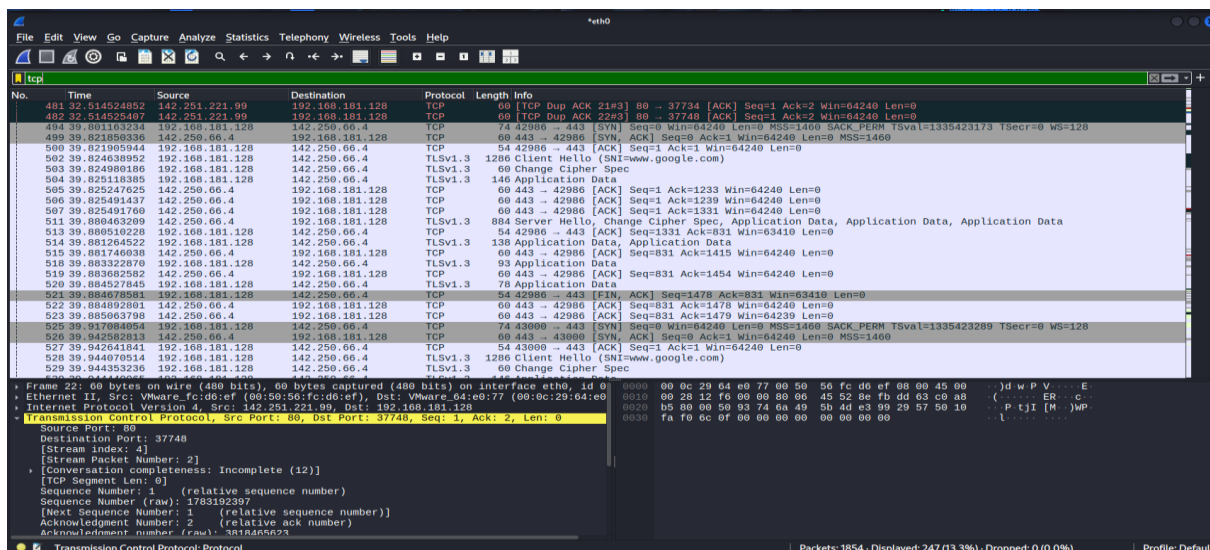 *eth0
File Edit View Go Capture Analyze Statistics Telephony Wireless Tools Help
tcp
No. Time Source Destination Protocol Length Info
481 32.514524852 142.251.221.99 192.168.181.128 TCP 60 [TCP Dup ACK 21#3] 80 → 37734 [ACK] Seq=1 Ack=2 Win=64240 Len=0
482 32.514525407 142.251.221.99 192.168.181.128 TCP 60 [TCP Dup ACK 22#3] 80 → 37748 [ACK] Seq=1 Ack=2 Win=64240 Len=0
494 39.801163234 192.168.181.128 142.250.66.4 TCP 74 42986 → 443 [SYN] Seq=0 Win=64240 Len=0 MSS=1460 SACK_PERM TSval=1335423173 TSecr=0 WS=128
499 39.821850336 142.250.66.4 192.168.181.128 TCP 60 443 → 42986 [SYN, ACK] Seq=0 Ack=1 Win=64240 Len=0 MSS=1460
500 39.821905944 192.168.181.128 142.250.66.4 TCP 54 42986 → 443 [ACK] Seq=1 Ack=1 Win=64240 Len=0
502 39.824638952 192.168.181.128 142.250.66.4 TLSv1.3 1286 Client Hello (SNI=www.google.com)
503 39.824980186 192.168.181.128 142.250.66.4 TLSv1.3 60 Change Cipher Spec
504 39.825118385 192.168.181.128 142.250.66.4 TLSv1.3 146 Application Data
505 39.825247625 142.250.66.4 192.168.181.128 TCP 60 443 → 42986 [ACK] Seq=1 Ack=1233 Win=64240 Len=0
506 39.825491437 142.250.66.4 192.168.181.128 TCP 60 443 → 42986 [ACK] Seq=1 Ack=1239 Win=64240 Len=0
507 39.825491760 142.250.66.4 192.168.181.128 TCP 60 443 → 42986 [ACK] Seq=1 Ack=1331 Win=64240 Len=0
511 39.880463209 142.250.66.4 192.168.181.128 TLSv1.3 884 Server Hello, Change Cipher Spec, Application Data, Application Data, Application Data
513 39.880510228 192.168.181.128 142.250.66.4 TCP 54 42986 → 443 [ACK] Seq=1331 Ack=831 Win=63410 Len=0
514 39.881264522 192.168.181.128 142.250.66.4 TLSv1.3 138 Application Data, Application Data
515 39.881746038 142.250.66.4 192.168.181.128 TCP 60 443 → 42986 [ACK] Seq=831 Ack=1415 Win=64240 Len=0
518 39.883322870 192.168.181.128 142.250.66.4 TLSv1.3 93 Application Data
519 39.883682582 142.250.66.4 192.168.181.128 TCP 60 443 → 42986 [ACK] Seq=831 Ack=1454 Win=64240 Len=0
520 39.884527845 192.168.181.128 142.250.66.4 TLSv1.3 78 Application Data
521 39.884678581 192.168.181.128 142.250.66.4 TCP 54 42986 → 443 [FIN, ACK] Seq=1478 Ack=831 Win=63410 Len=0
522 39.884892801 142.250.66.4 192.168.181.128 TCP 60 443 → 42986 [ACK] Seq=831 Ack=1478 Win=64240 Len=0
523 39.885063798 142.250.66.4 192.168.181.128 TCP 60 443 → 42986 [ACK] Seq=831 Ack=1479 Win=64239 Len=0
525 39.917084054 192.168.181.128 142.250.66.4 TCP 74 43000 → 443 [SYN] Seq=0 Win=64240 Len=0 MSS=1460 SACK_PERM TSval=1335423289 TSecr=0 WS=128
526 39.942582813 142.250.66.4 192.168.181.128 TCP 60 443 → 43000 [SYN, ACK] Seq=0 Ack=1 Win=64240 Len=0 MSS=1460
527 39.942641841 192.168.181.128 142.250.66.4 TCP 54 43000 → 443 [ACK] Seq=1 Ack=1 Win=64240 Len=0
528 39.944070514 192.168.181.128 142.250.66.4 TLSv1.3 1286 Client Hello (SNI=www.google.com)
529 39.944353236 192.168.181.128 142.250.66.4 TLSv1.3 60 Change Cipher Spec
Frame 22: 60 bytes on wire (480 bits), 60 bytes captured (480 bits) on interface eth0, id 0
Ethernet II, Src: VMware_fc:d6:ef (00:50:56:fc:d6:ef), Dst: VMware_64:e0:77 (00:0c:29:64:e0
Internet Protocol Version 4, Src: 142.251.221.99, Dst: 192.168.181.128
Transmission Control Protocol, Src Port: 80, Dst Port: 37748, Seq: 1, Ack: 2, Len: 0
Source Port: 80
Destination Port: 37748
[Stream index: 4]
[Stream Packet Number: 2]
[Conversation completeness: Incomplete (12)]
[TCP Segment Len: 0]
Sequence Number: 1 (relative sequence number)
Sequence Number (raw): 1783192397
[Next Sequence Number: 1 (relative sequence number)]
Acknowledgment Number: 2 (relative ack number)
Acknowledgment number (raw): 3818465623
0000 00 0c 29 64 e0 77 00 50 56 fc d6 ef 08 00 45 00 ··)d·w·P V·····E·
0010 00 28 12 f6 00 00 80 06 45 52 8e fb dd 63 c0 a8 ·(······ ER···c··
0020 b5 80 00 50 93 74 6a 49 5b 4d e3 99 29 57 50 10 ···P·tjI [M··)WP·
0030 fa f0 6c 0f 00 00 00 00 00 00 00 00 ··l····· ····
Transmission Control Protocol: Protocol
Packets: 1854 · Displayed: 247 (13.3%) · Dropped: 0 (0.0%)
Profile: Defaul